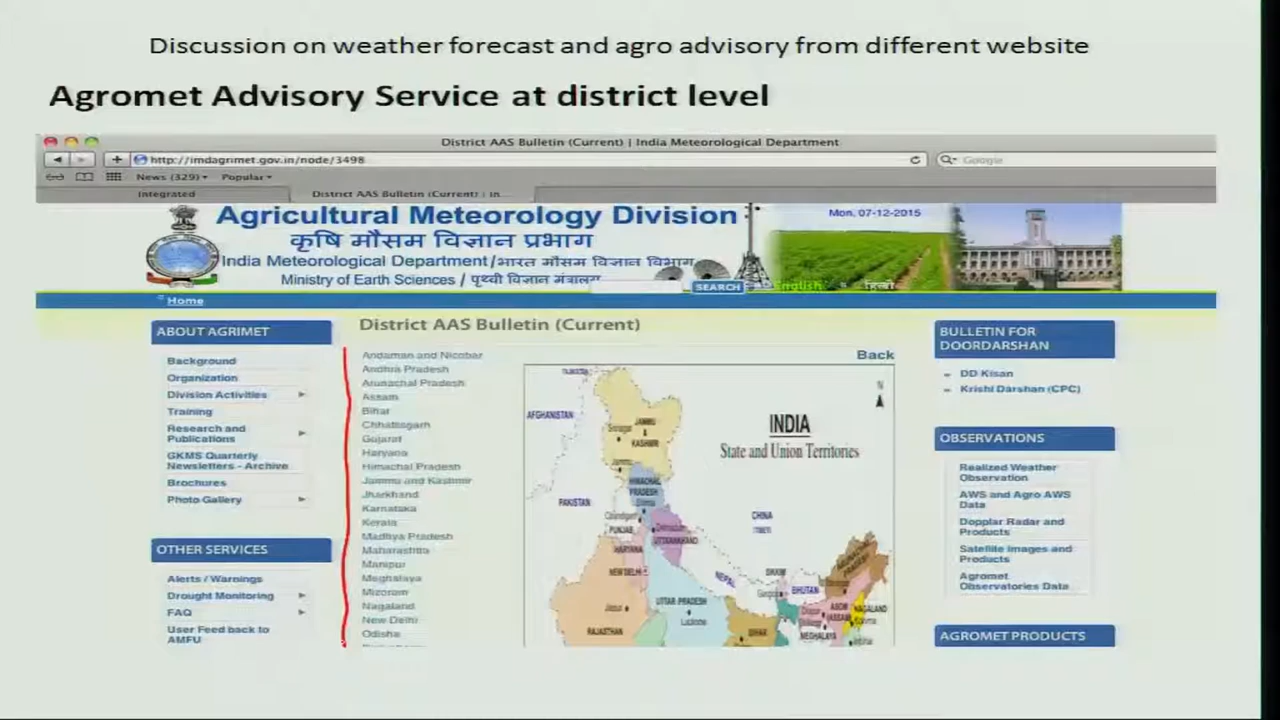 Discussion on weather forecast and agro advisory from different website
Agromet Advisory Service at district level
District AAS Bulletin (Current) | India Meteorological Department
http://imdagrimet.gov.in/node/3498
Google
News (329)
Popular
Integrated
District AAS Bulletin (Current) | In...
Agricultural Meteorology Division
कृषि मौसम विज्ञान प्रभाग
India Meteorological Department/भारत मौसम विज्ञान विभाग
Ministry of Earth Sciences / पृथ्वी विज्ञान मंत्रालय
Mon, 07-12-2015
SEARCH
English
हिन्दी
Home
ABOUT AGRIMET
Background
Organization
Division Activities
Training
Research and
Publications
GKMS Quarterly
Newsletters - Archive
Brochures
Photo Gallery
OTHER SERVICES
Alerts / Warnings
Drought Monitoring
FAQ
User Feed back to
AMFU
District AAS Bulletin (Current)
Back
Andaman and Nicobar
Andhra Pradesh
Arunachal Pradesh
Assam
Bihar
Chhattisgarh
Gujarat
Haryana
Himachal Pradesh
Jammu and Kashmir
Jharkhand
Karnataka
Kerala
Madhya Pradesh
Maharashtra
Manipur
Meghalaya
Mizoram
Nagaland
New Delhi
Odisha
N
INDIA
State and Union Territories
AFGHANISTAN
JAMMU
&
KASHMIR
Srinagar
Jammu
HIMACHAL
PRADESH
PAKISTAN
CHINA
PUNJAB
UTTARAKHAND
HARYANA
NEW DELHI
NEPAL
BHUTAN
UTTAR PRADESH
Lucknow
Jaipur
RAJASTHAN
BIHAR
NAGALAND
MEGHALAYA
BULLETIN FOR
DOORDARSHAN
DD Kisan
Krishi Darshan (CPC)
OBSERVATIONS
Realized Weather
Observation
AWS and Agro AWS
Data
Dopplar Radar and
Products
Satellite Images and
Products
Agromet
Observatories Data
AGROMET PRODUCTS